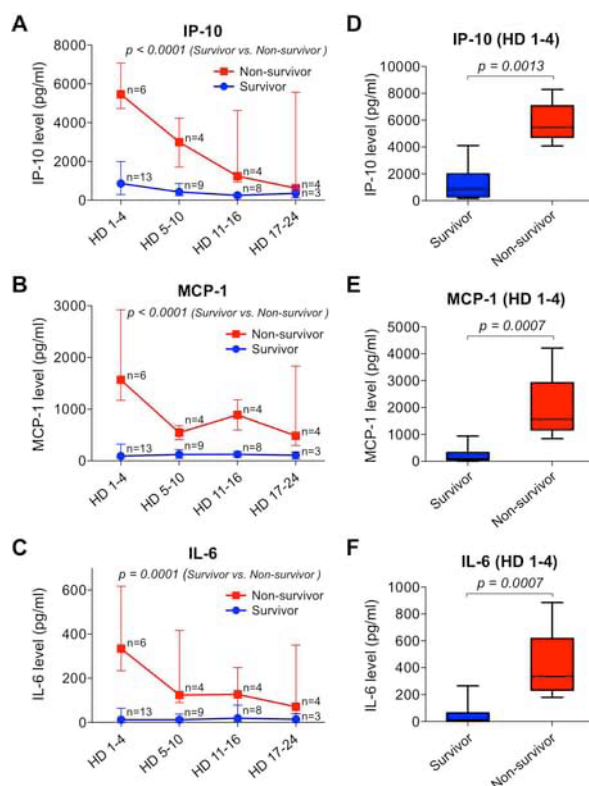 A
IP-10
p < 0.0001 (Survivor vs. Non-survivor )
Non-survivor
Survivor
IP-10 level (pg/ml)
8000
6000
4000
2000
0
n=6
n=4
n=4
n=4
n=13
n=9
n=8
n=3
HD 1-4
HD 5-10
HD 11-16
HD 17-24
D
IP-10 (HD 1-4)
p = 0.0013
IP-10 level (pg/ml)
10000
8000
6000
4000
2000
0
Survivor
Non-survivor
B
MCP-1
p < 0.0001 (Survivor vs. Non-survivor )
Non-survivor
Survivor
MCP-1 level (pg/ml)
3000
2000
1000
0
n=6
n=4
n=4
n=4
n=13
n=9
n=8
n=3
HD 1-4
HD 5-10
HD 11-16
HD 17-24
E
MCP-1 (HD 1-4)
p = 0.0007
MCP-1 level (pg/ml)
5000
4000
3000
2000
1000
0
Survivor
Non-survivor
C
IL-6
p = 0.0001 (Survivor vs. Non-survivor )
Non-survivor
Survivor
IL-6 level (pg/ml)
600
400
200
0
n=6
n=4
n=4
n=4
n=13
n=9
n=8
n=3
HD 1-4
HD 5-10
HD 11-16
HD 17-24
F
IL-6 (HD 1-4)
p = 0.0007
IL-6 level (pg/ml)
1000
800
600
400
200
0
Survivor
Non-survivor